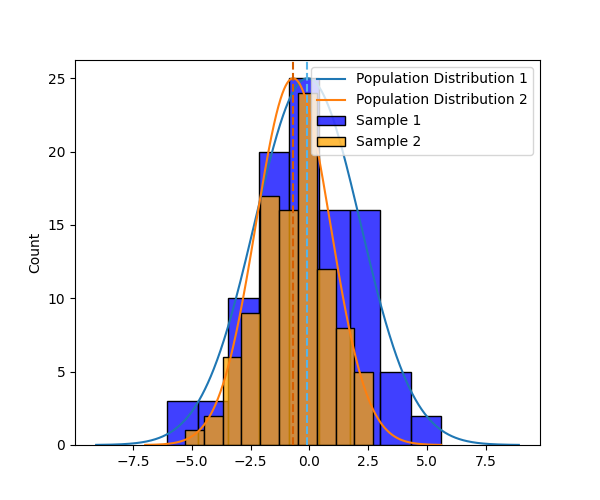 Population Distribution 1
Population Distribution 2
Sample 1
Sample 2
Count
25
20
15
10
5
0
−7.5 −5.0 −2.5 0.0 2.5 5.0 7.5